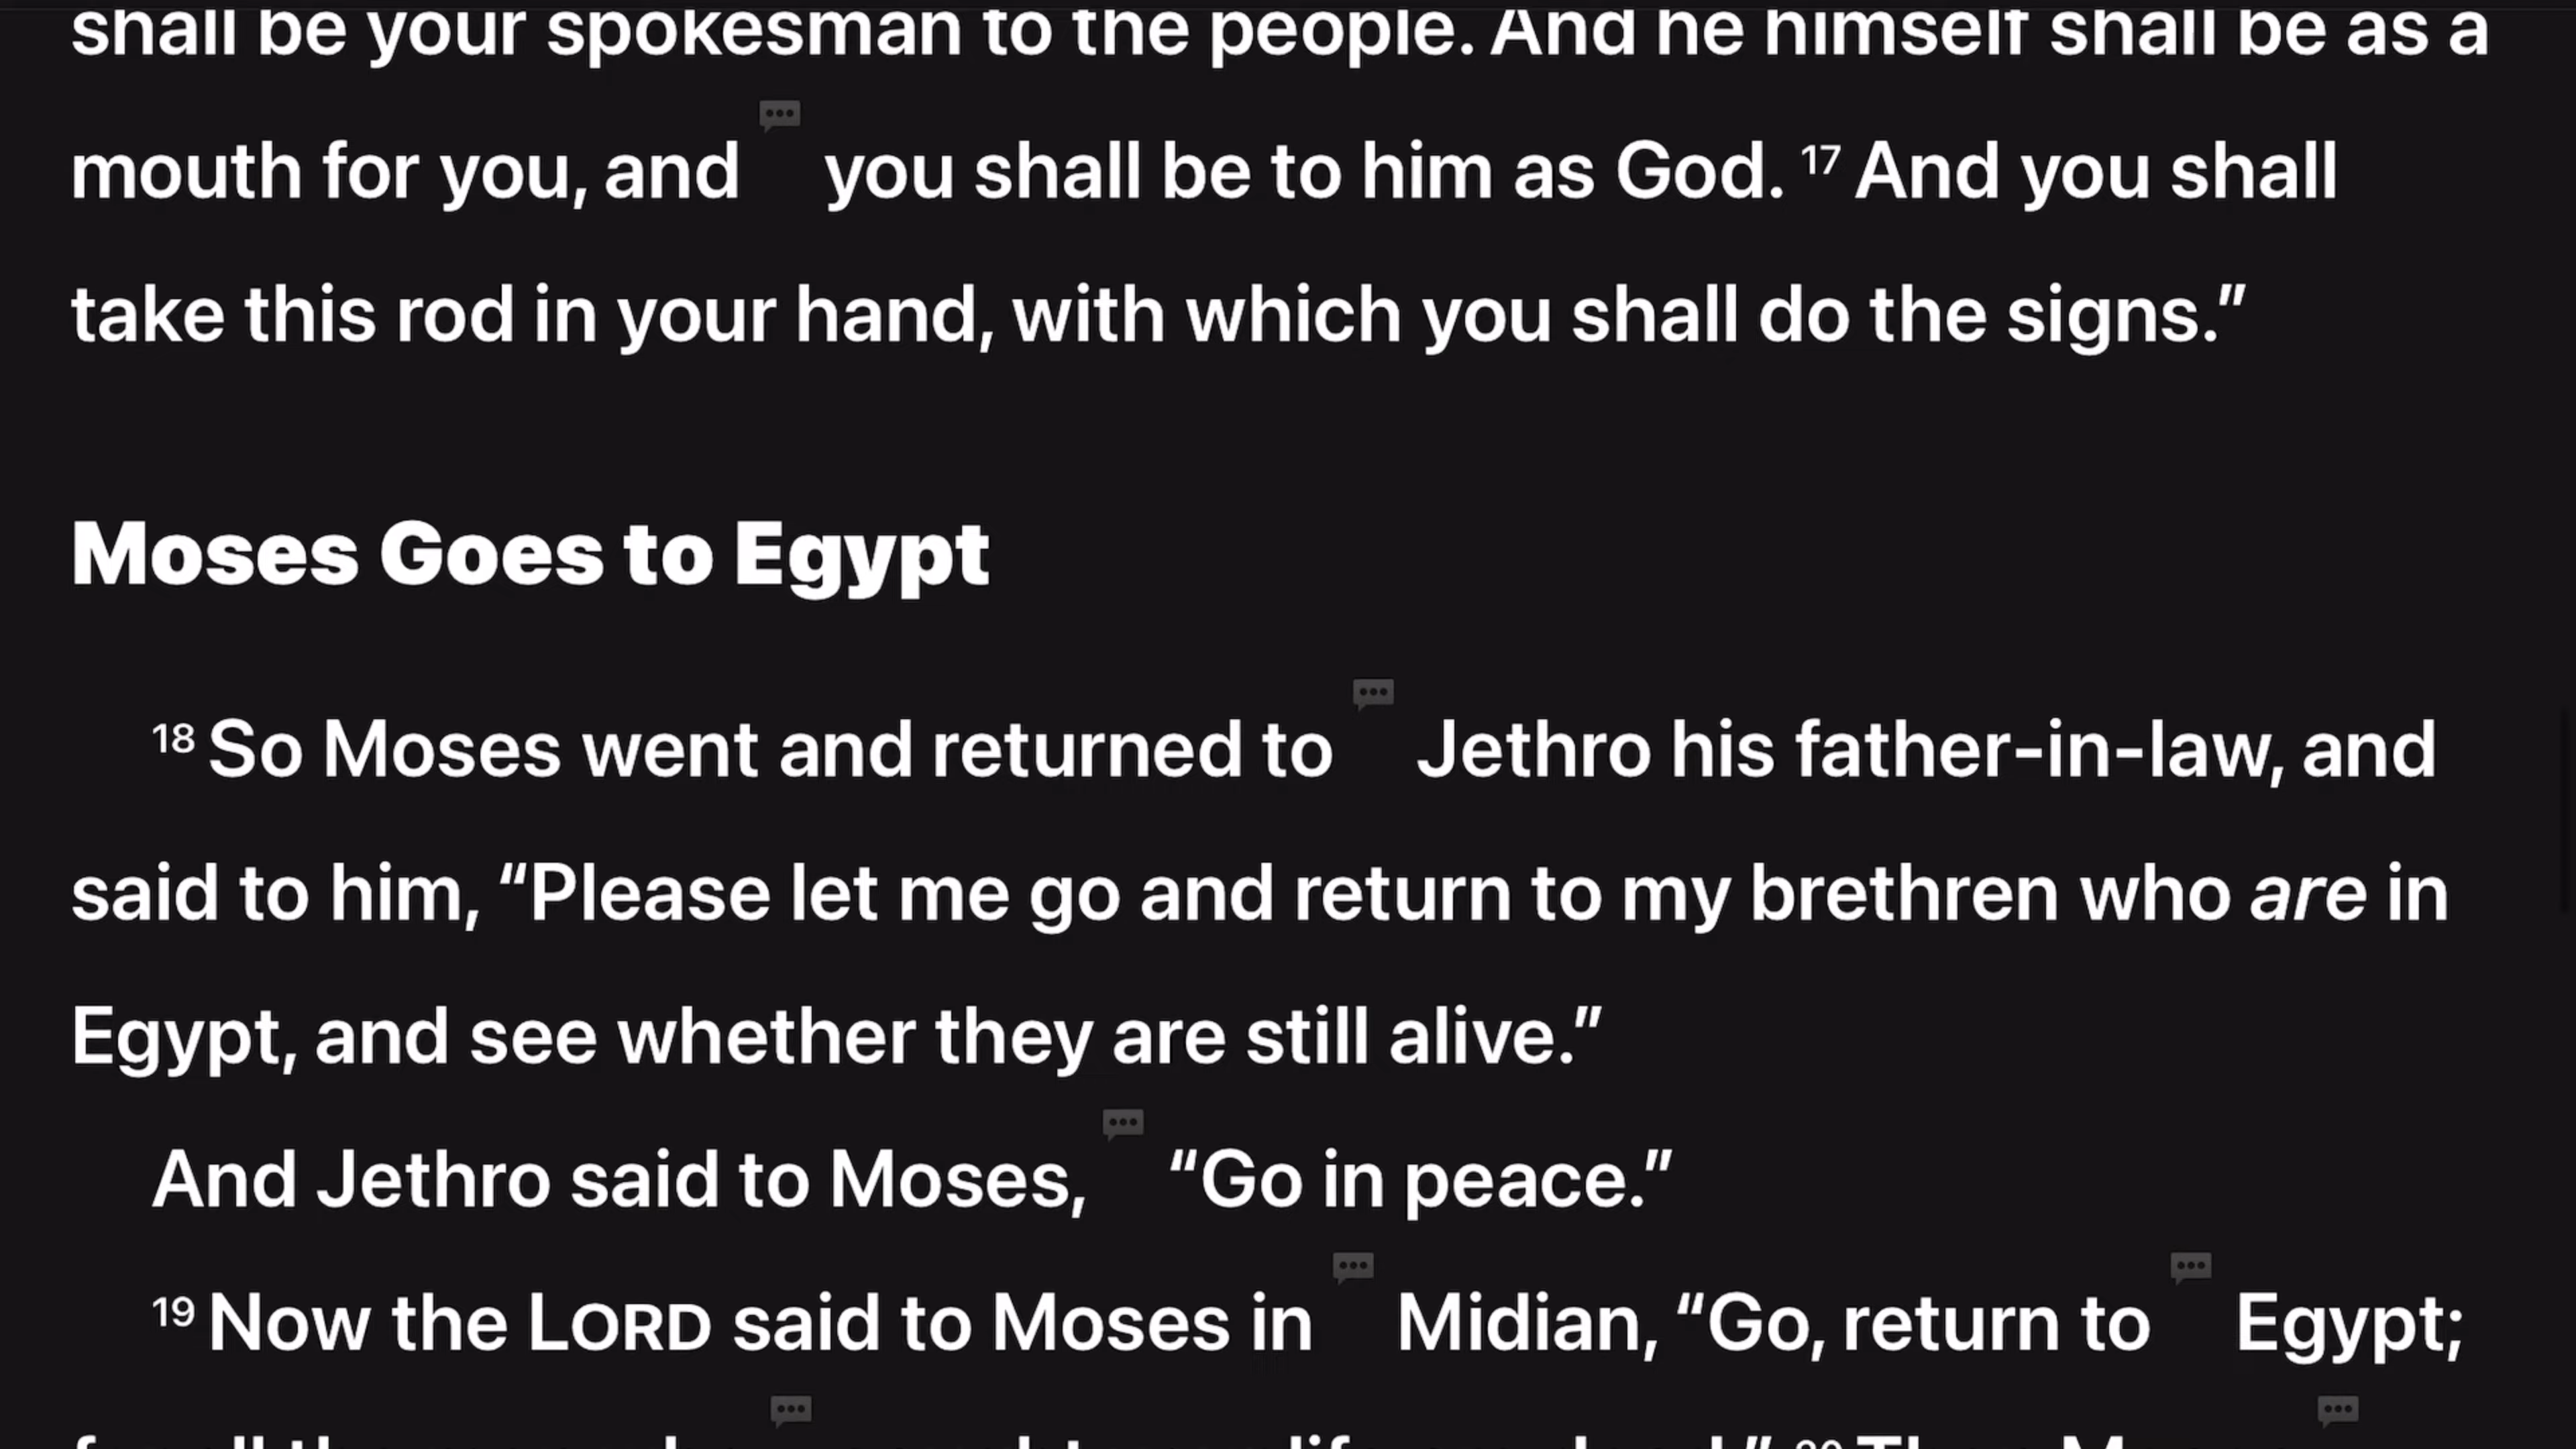 shall be your spokesman to the people. And he himself shall be as a
mouth for you, and you shall be to him as God. 17 And you shall
take this rod in your hand, with which you shall do the signs.”
Moses Goes to Egypt
18 So Moses went and returned to Jethro his father-in-law, and
said to him, “Please let me go and return to my brethren who are in
Egypt, and see whether they are still alive.”
And Jethro said to Moses, “Go in peace.”
19 Now the LORD said to Moses in Midian, “Go, return to Egypt;